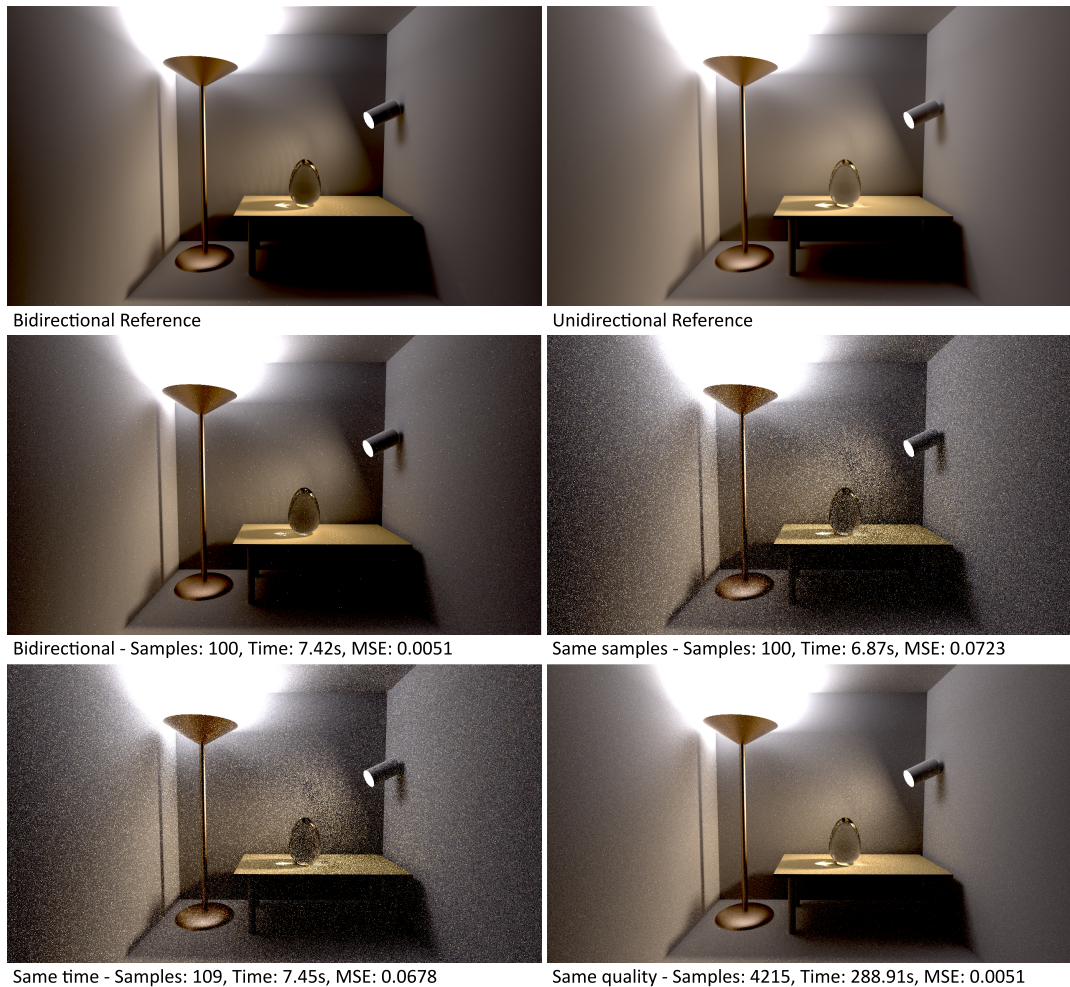 Bidirectional Reference
Unidirectional Reference
Bidirectional - Samples: 100, Time: 7.42s, MSE: 0.0051
Same samples - Samples: 100, Time: 6.87s, MSE: 0.0723
Same time - Samples: 109, Time: 7.45s, MSE: 0.0678
Same quality - Samples: 4215, Time: 288.91s, MSE: 0.0051